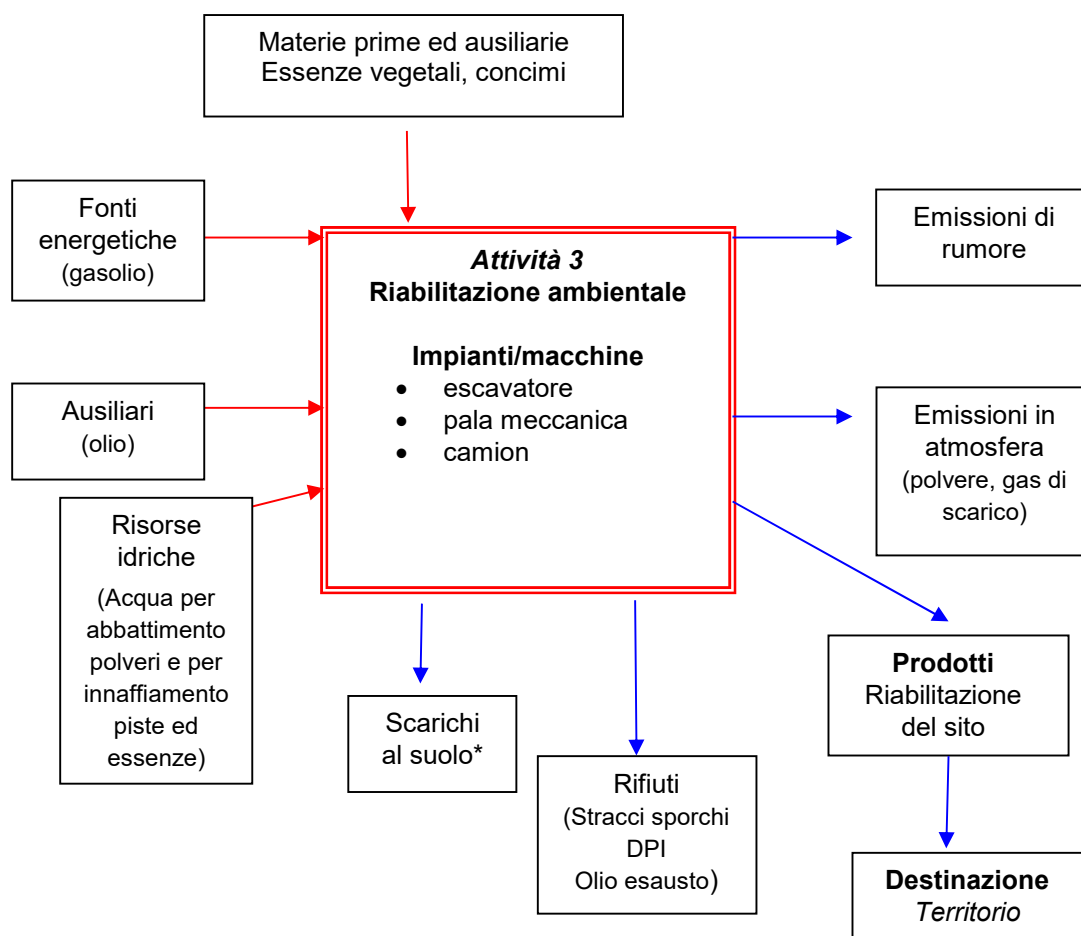 Materie prime ed ausiliarie
Essenze vegetali, concimi
Fonti
energetiche
(gasolio)
Emissioni di
rumore
Attività 3
Riabilitazione ambientale
Impianti/macchine
• escavatore
• pala meccanica
• camion
Ausiliari
(olio)
Emissioni in
atmosfera
(polvere, gas di
scarico)
Risorse
idriche
(Acqua per
abbattimento
polveri e per
innaffiamento
piste ed
essenze)
Scarichi
al suolo*
Rifiuti
(Stracci sporchi
DPI
Olio esausto)
Prodotti
Riabilitazione
del sito
Destinazione
Territorio